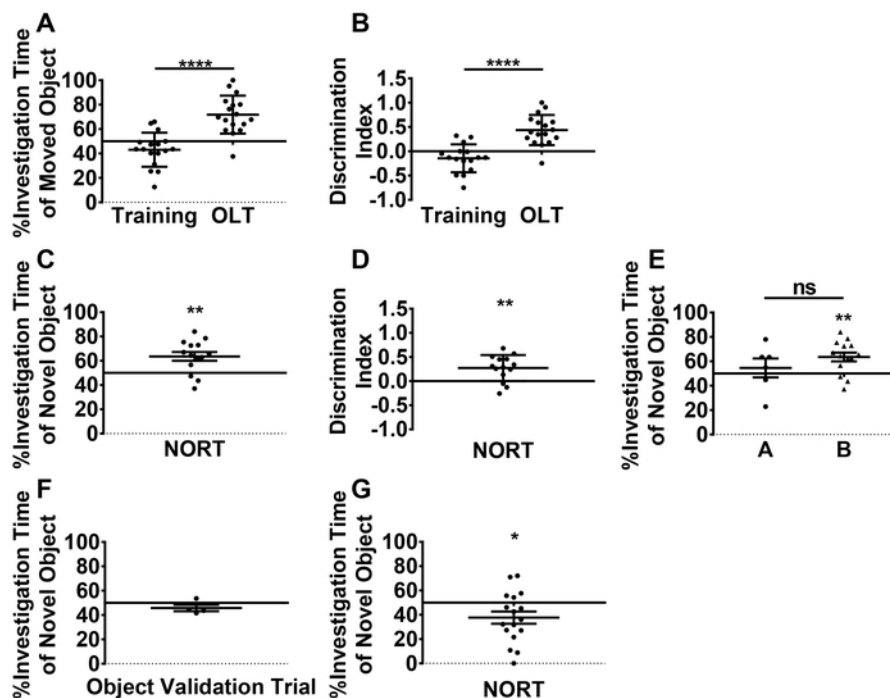 A
%Investigation Time
of Moved Object
****
100
80
60
40
20
0
Training OLT
B
Discrimination
Index
****
1.5
1.0
0.5
0.0
-0.5
-1.0
Training OLT
C
%Investigation Time
of Novel Object
**
100
80
60
40
20
0
NORT
D
Discrimination
Index
**
1.5
1.0
0.5
0.0
-0.5
-1.0
NORT
E
%Investigation Time
of Novel Object
ns
**
100
80
60
40
20
0
A B
F
%Investigation Time
of Novel Object
100
80
60
40
20
0
Object Validation Trial
G
%Investigation Time
of Novel Object
*
100
80
60
40
20
0
NORT